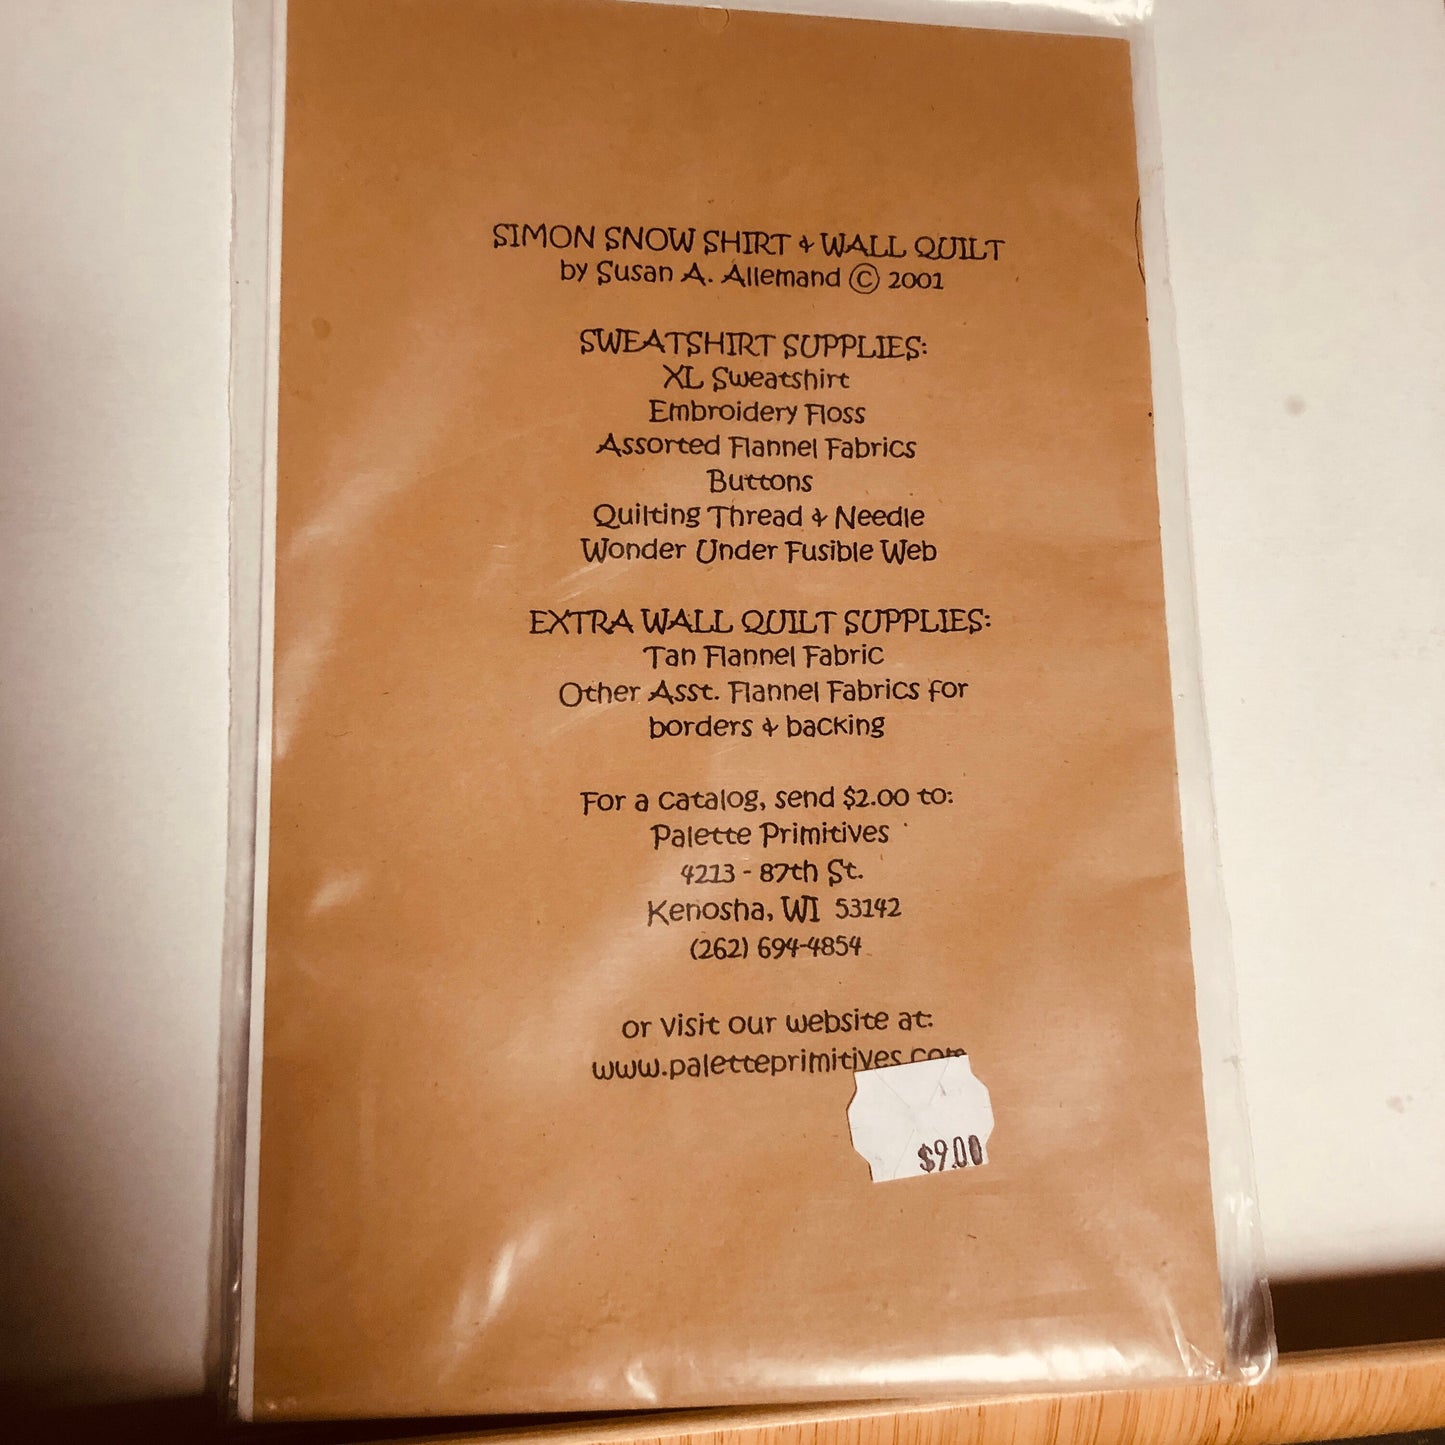 SIMON SNOW SHIRT & WALL QUILT
by Susan A. Allemand © 2001
SWEATSHIRT SUPPLIES:
XL Sweatshirt
Embroidery Floss
Assorted Flannel Fabrics
Buttons
Quilting Thread & Needle
Wonder Under Fusible Web
EXTRA WALL QUILT SUPPLIES:
Tan Flannel Fabric
Other Asst. Flannel Fabrics for
borders & backing
For a catalog, send $2.00 to:
Palette Primitives
4213 - 87th St.
Kenosha, WI 53142
(262) 694-4854
or visit our website at:
www.paletteprimitives.com
$9.00